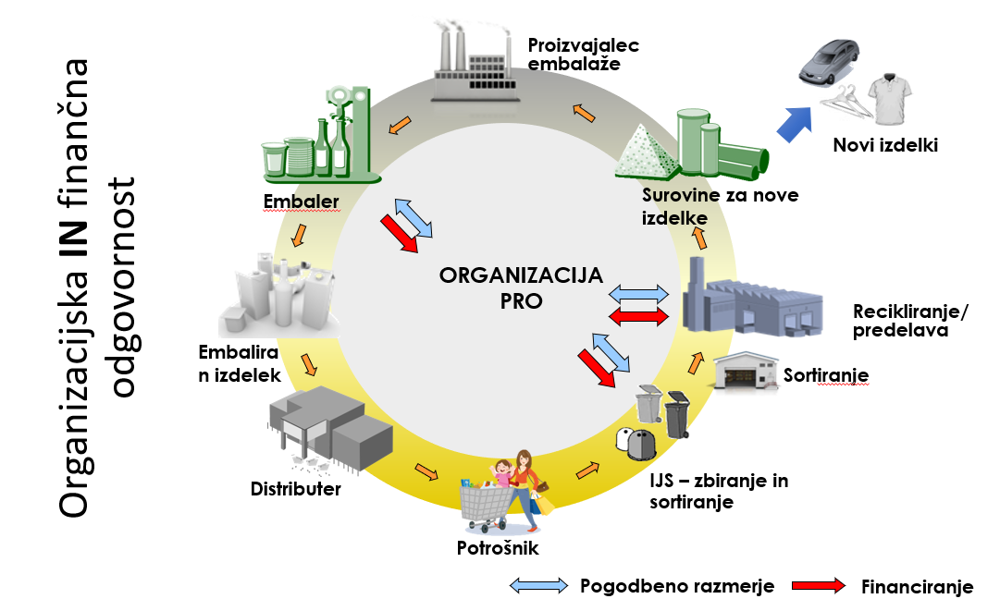 Organizacijska IN finančna
odgovornost
Proizvajalec
embalaže
Novi izdelki
Embaler
Surovine za nove
izdelke
ORGANIZACIJA
PRO
Recikliranje/
predelava
Embalira
n izdelek
Sortiranje
Distributer
IJS – zbiranje in
sortiranje
Potrošnik
Pogodbeno razmerje
Financiranje